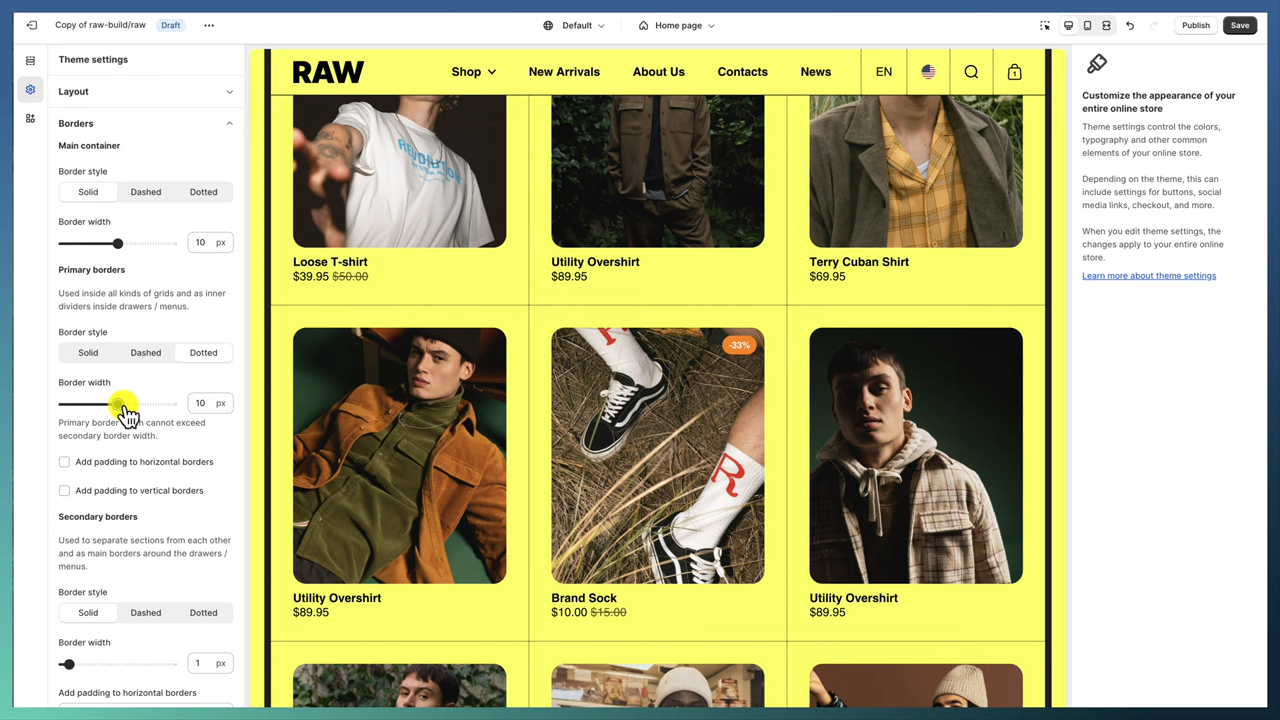 Copy of raw-build/raw
Draft
Default
Home page
Publish
Save
Theme settings
Layout
Borders
Main container
Border style
Solid
Dashed
Dotted
Border width
10 px
Primary borders
Used inside all kinds of grids and as inner
dividers inside drawers / menus.
Border style
Solid
Dashed
Dotted
Border width
10 px
Primary border cannot exceed
secondary border width.
Add padding to horizontal borders
Add padding to vertical borders
Secondary borders
Used to separate sections from each other
and as main borders around the drawers /
menus.
Border style
Solid
Dashed
Dotted
Border width
1 px
Add padding to horizontal borders
RAW
Shop
New Arrivals
About Us
Contacts
News
EN
1
Loose T-shirt
$39.95 $50.00
Utility Overshirt
$89.95
Terry Cuban Shirt
$69.95
-33%
R
Utility Overshirt
$89.95
Brand Sock
$10.00 $15.00
Utility Overshirt
$89.95
Customize the appearance of your
entire online store
Theme settings control the colors,
typography and other common
elements of your online store.
Depending on the theme, this can
include settings for buttons, social
media links, checkout, and more.
When you edit theme settings, the
changes apply to your entire online
store.
Learn more about theme settings